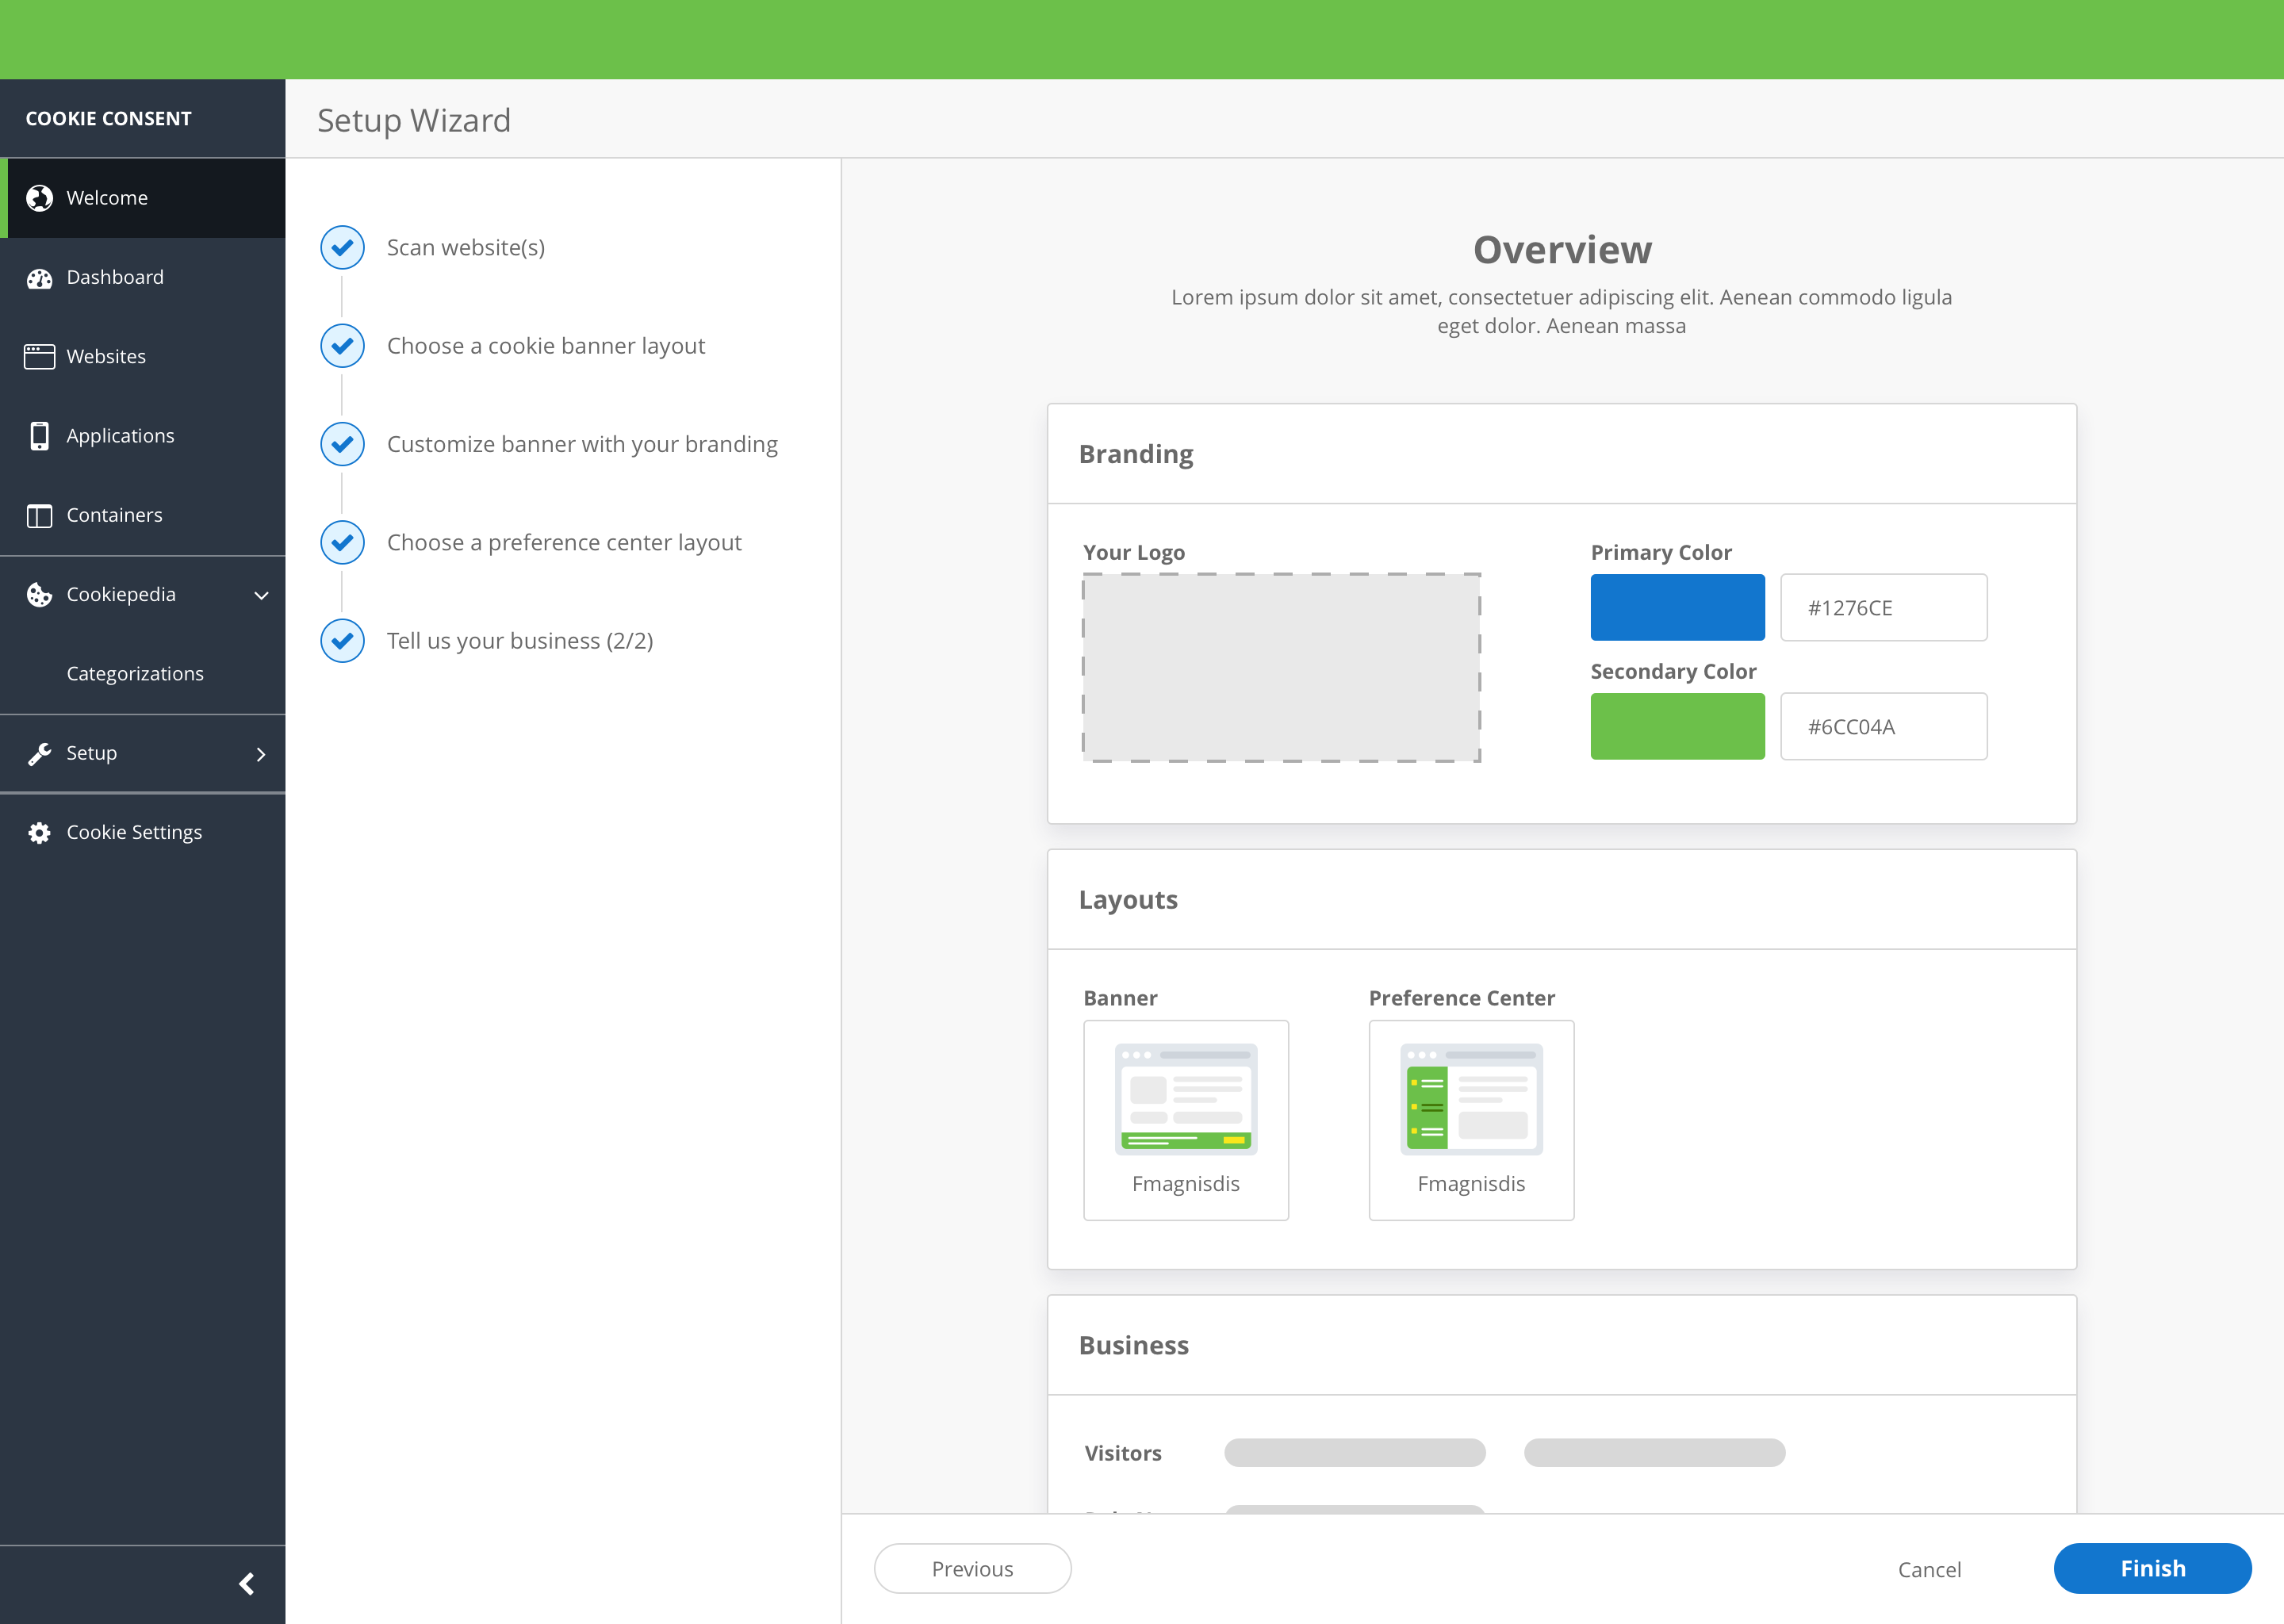 COOKIE CONSENT
Welcome
Dashboard
Websites
Applications
Containers
Cookiepedia
Categorizations
Setup
Cookie Settings
Setup Wizard
Scan website(s)
Choose a cookie banner layout
Customize banner with your branding
Choose a preference center layout
Tell us your business (2/2)
Overview
Lorem ipsum dolor sit amet, consectetuer adipiscing elit. Aenean commodo ligula
eget dolor. Aenean massa
Branding
Your Logo
Primary Color
#1276CE
Secondary Color
#6CC04A
Layouts
Banner
Preference Center
Fmagnisdis
Fmagnisdis
Business
Visitors
Previous
Cancel
Finish